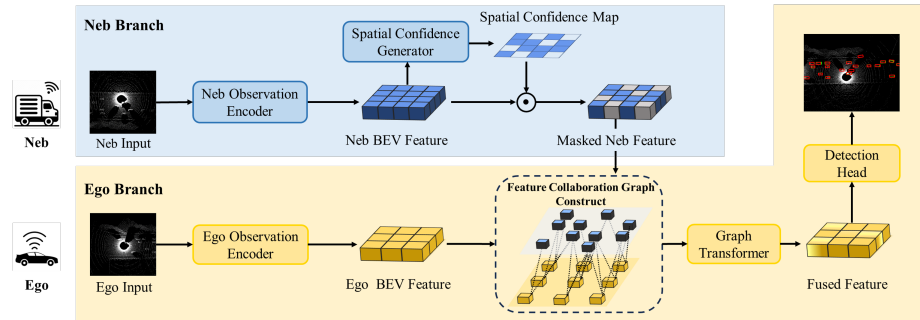 Neb Branch
Spatial Confidence
Generator
Spatial Confidence Map
Neb Observation
Encoder
Neb
Neb Input
Neb BEV Feature
Masked Neb Feature
Ego Branch
Feature Collaboration Graph
Construct
Detection
Head
Ego Observation
Encoder
Graph
Transformer
Ego
Ego Input
Ego BEV Feature
Fused Feature